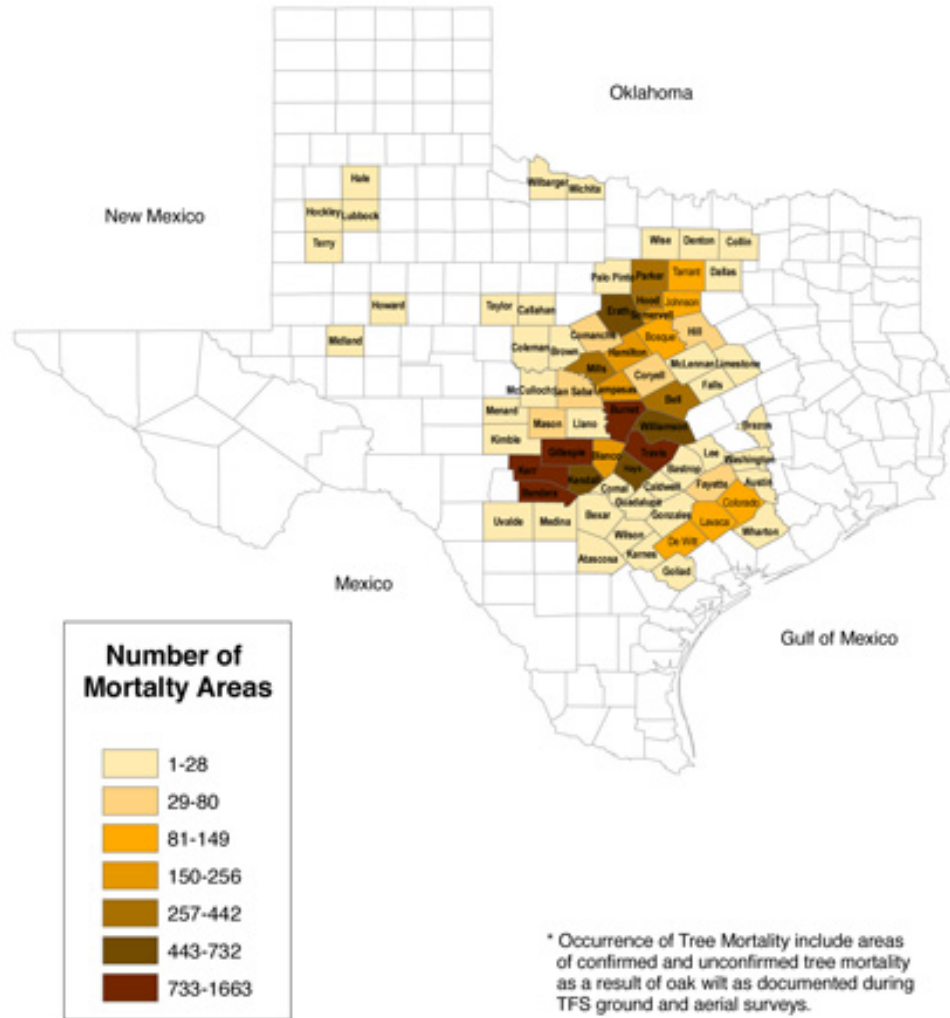 Oklahoma
New Mexico
Hale
Hockley
Lubbock
Terry
Wilbarger
Wichita
Wise
Denton
Collin
Palo Pinto
Parker
Tarrant
Dallas
Howard
Midland
Taylor
Callahan
Erath
Hood
Johnson
Somervell
Comanche
Bosque
Hill
Coleman
Brown
Hamilton
Mills
McLennan
Limestone
Coryell
Falls
McCulloch
San Saba
Lampasas
Bell
Menard
Mason
Llano
Burnet
Williamson
Brazos
Kimble
Gillespie
Blanco
Travis
Lee
Washington
Bastrop
Kerr
Kendall
Hays
Caldwell
Fayette
Austin
Bandera
Comal
Guadalupe
Colorado
Uvalde
Medina
Bexar
Gonzales
Lavaca
Wharton
Wilson
De Witt
Atascosa
Karnes
Goliad
Mexico
Gulf of Mexico
Number of
Mortalty Areas
1-28
29-80
81-149
150-256
257-442
443-732
733-1663
* Occurrence of Tree Mortality include areas
of confirmed and unconfirmed tree mortality
as a result of oak wilt as documented during
TFS ground and aerial surveys.